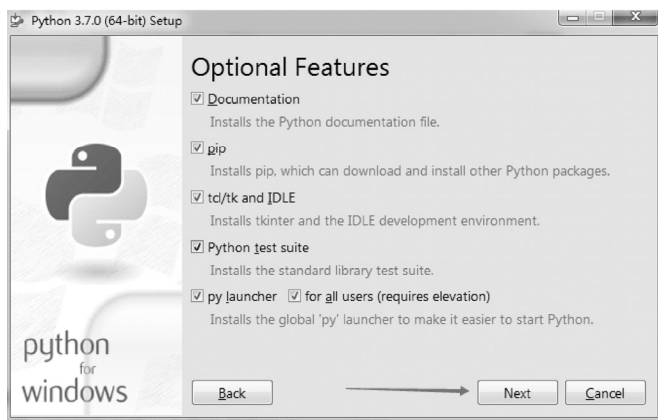 Python 3.7.0 (64-bit) Setup
Optional Features
Documentation
Installs the Python documentation file.
pip
Installs pip, which can download and install other Python packages.
tcl/tk and IDLE
Installs tkinter and the IDLE development environment.
Python test suite
Installs the standard library test suite.
py launcher for all users (requires elevation)
Installs the global 'py' launcher to make it easier to start Python.
python
for
windows
Back Next Cancel